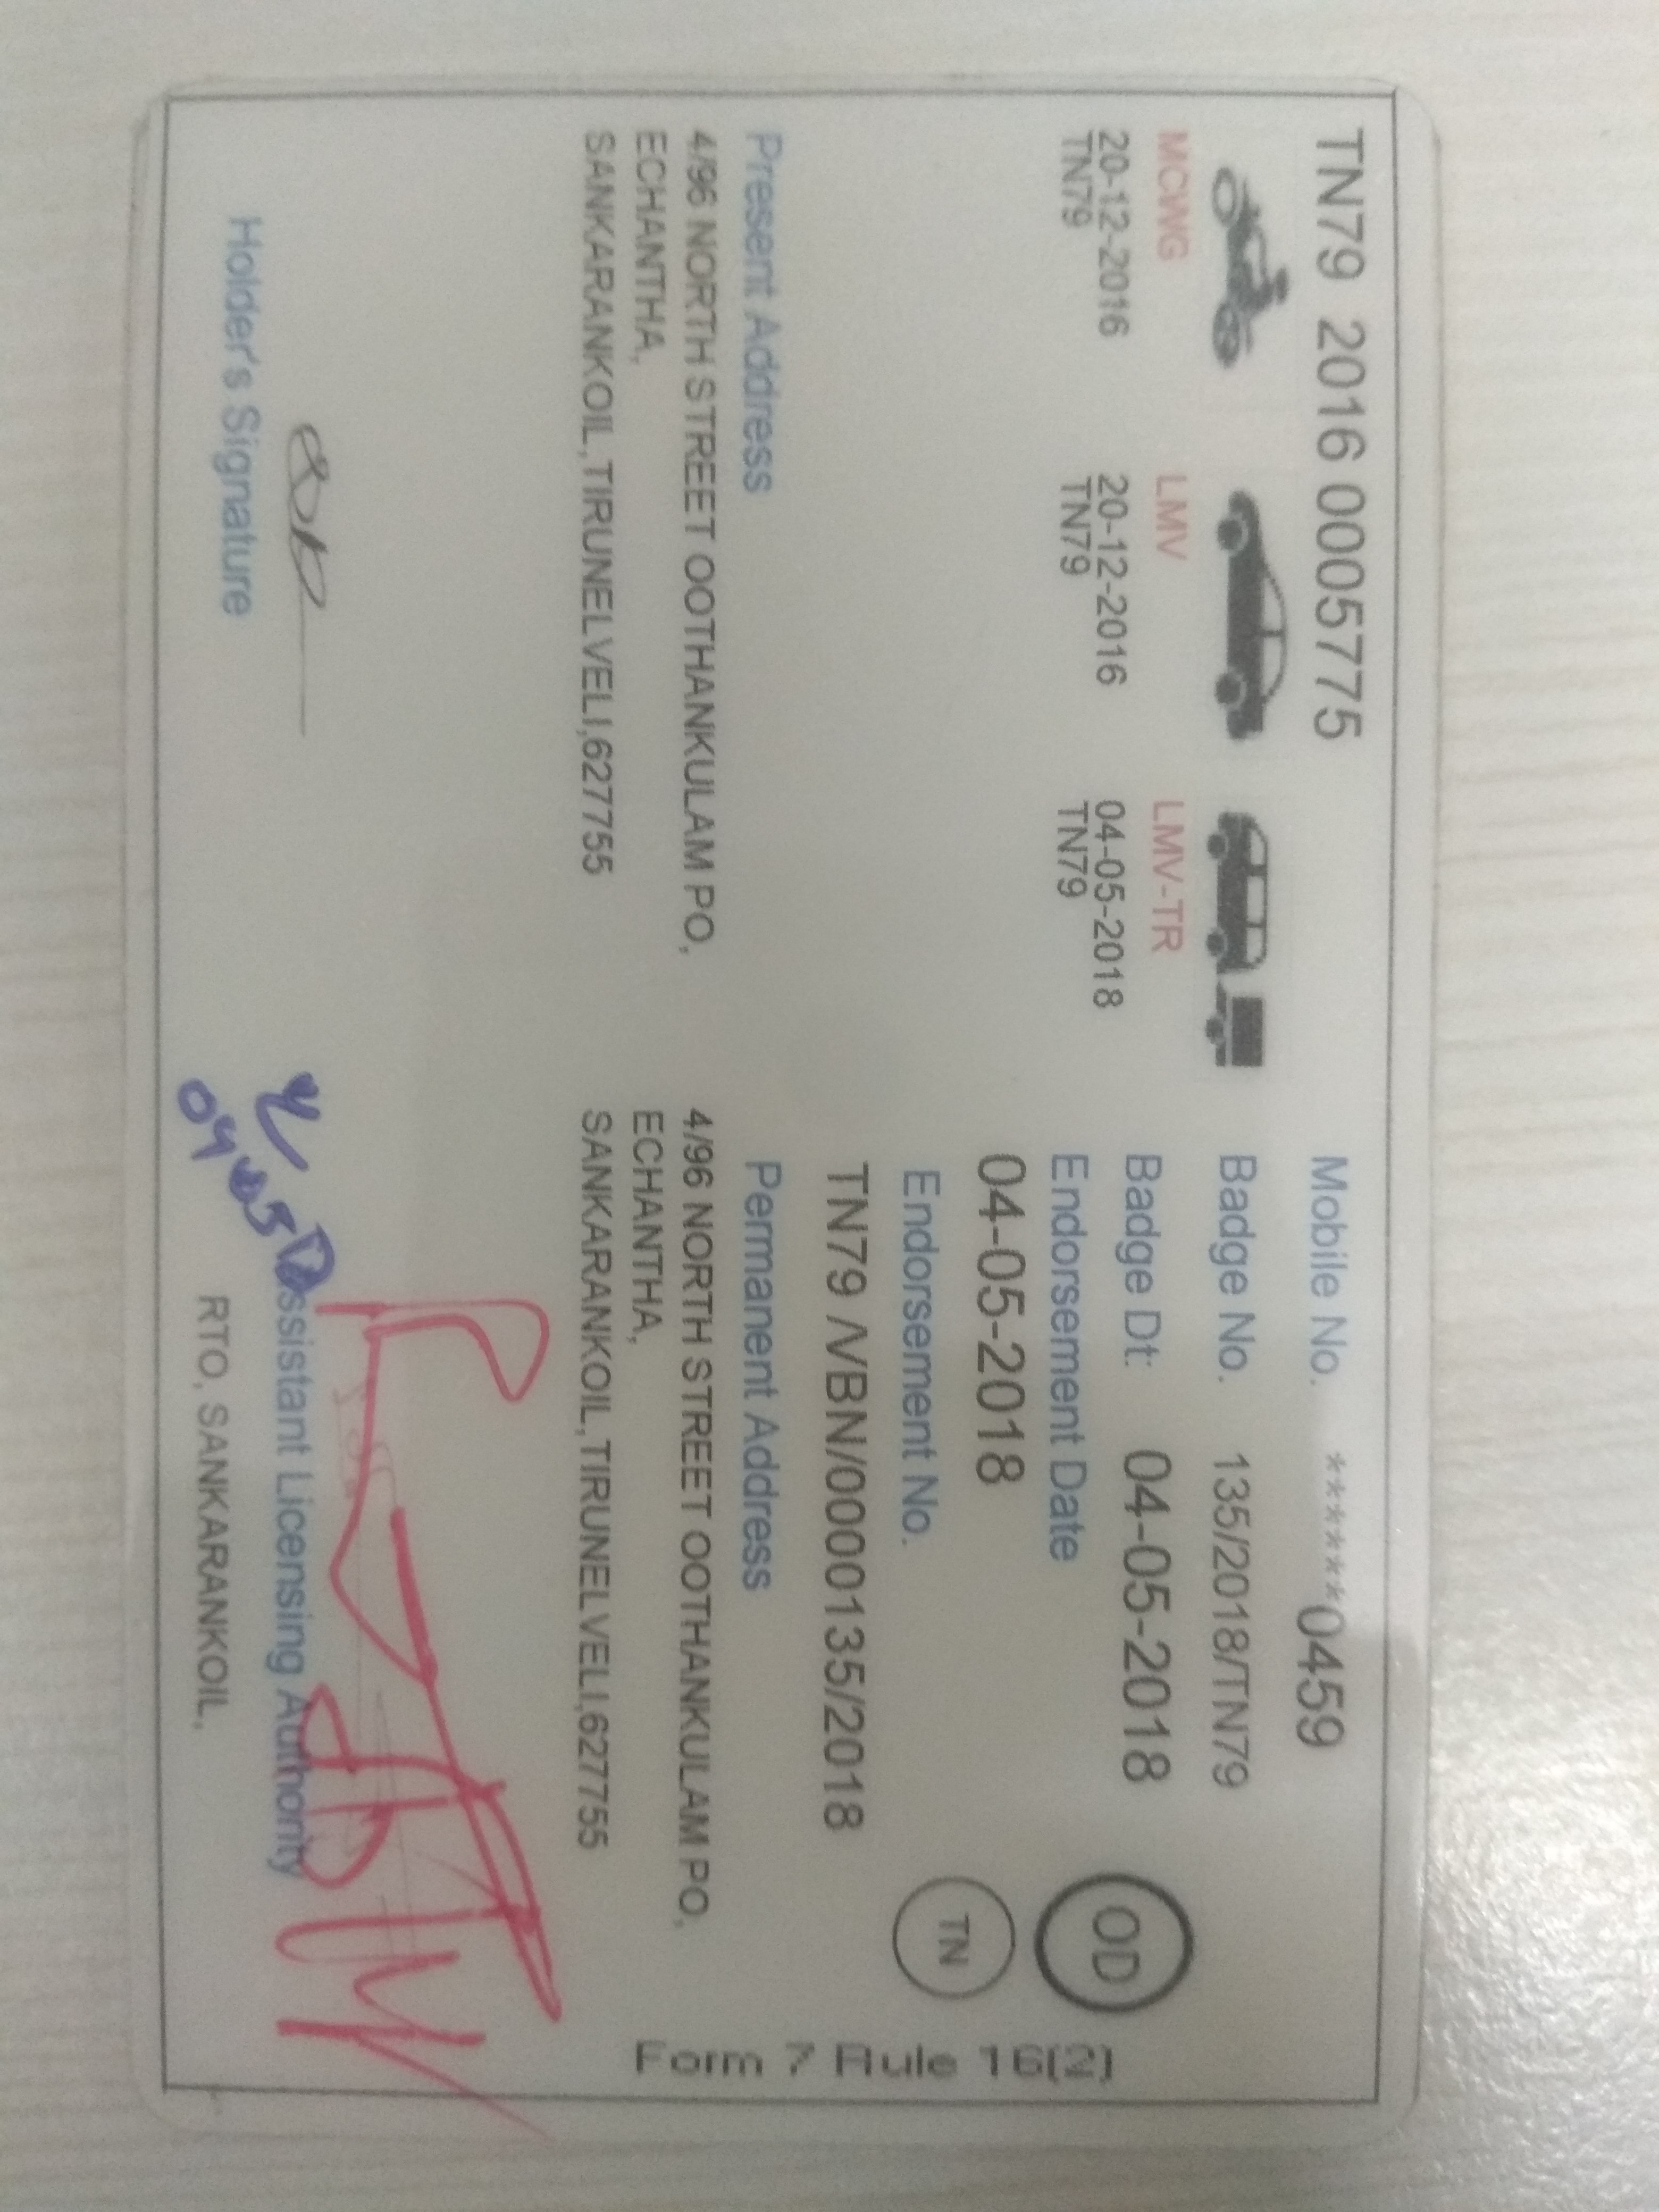 TN79 2016 0005775
Mobile No. ******0459
MCWG
20-12-2016
TN79
LMV
20-12-2016
TN79
LMV-TR
04-05-2018
TN79
Badge No. 135/2018/TN79
Badge Dt: 04-05-2018
Endorsement Date
04-05-2018
Endorsement No.
TN79 /VBN/0000135/2018
OD
TN
Present Address
4/96 NORTH STREET OOTHANKULAM PO,
ECHANTHA,
SANKARANKOIL,TIRUNELVELI,627755
Permanent Address
4/96 NORTH STREET OOTHANKULAM PO,
ECHANTHA,
SANKARANKOIL,TIRUNELVELI,627755
Holder's Signature
Assistant Licensing Authority
RTO, SANKARANKOIL,
Rule